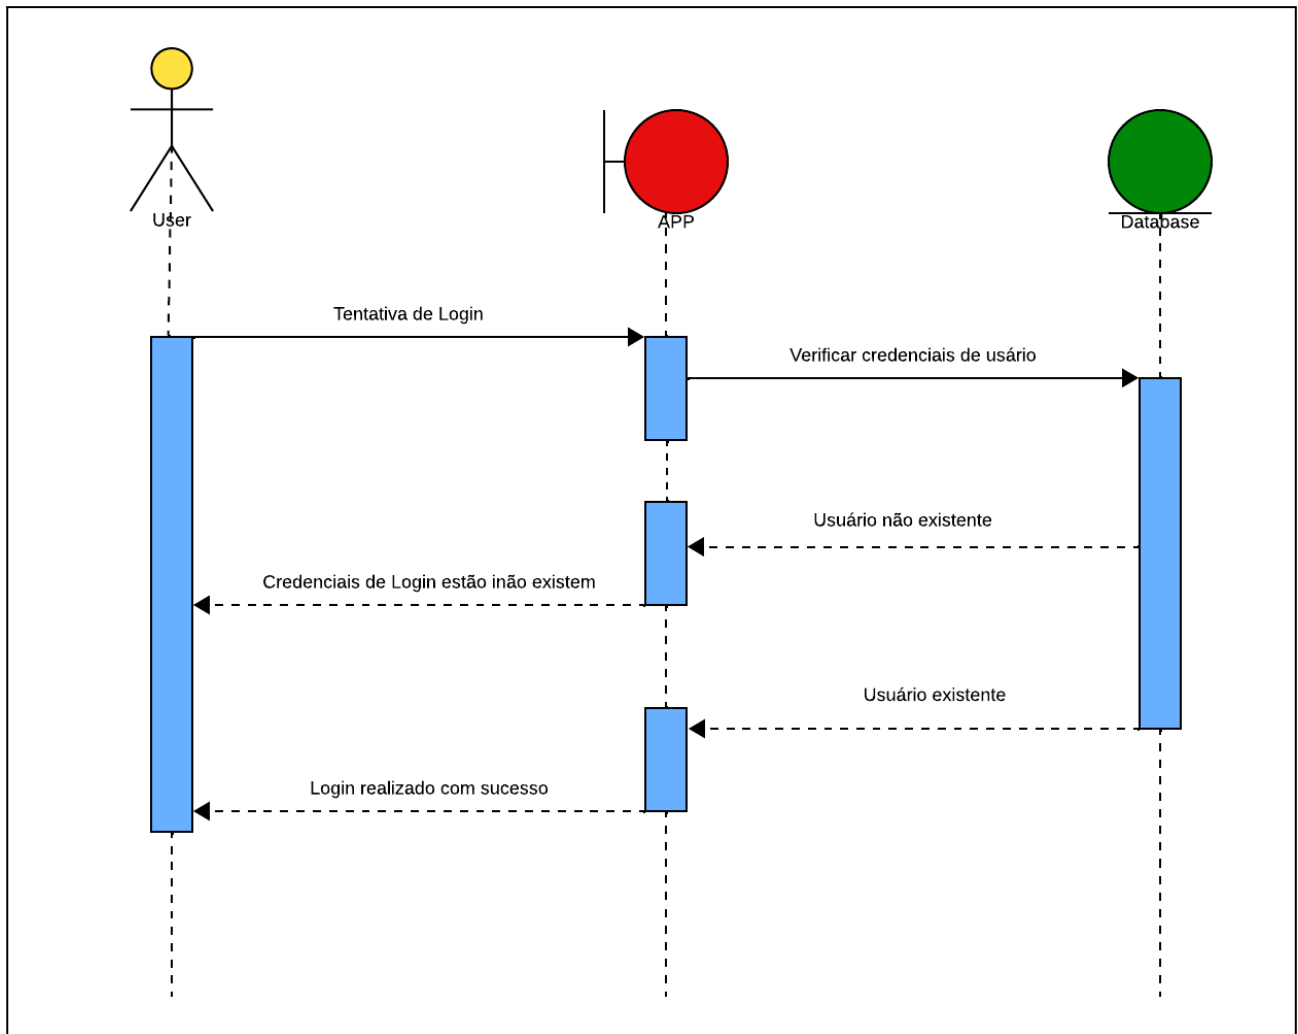 User
APP
Database
Tentativa de Login
Verificar credenciais de usário
Usuário não existente
Credenciais de Login estão inão existem
Usuário existente
Login realizado com sucesso